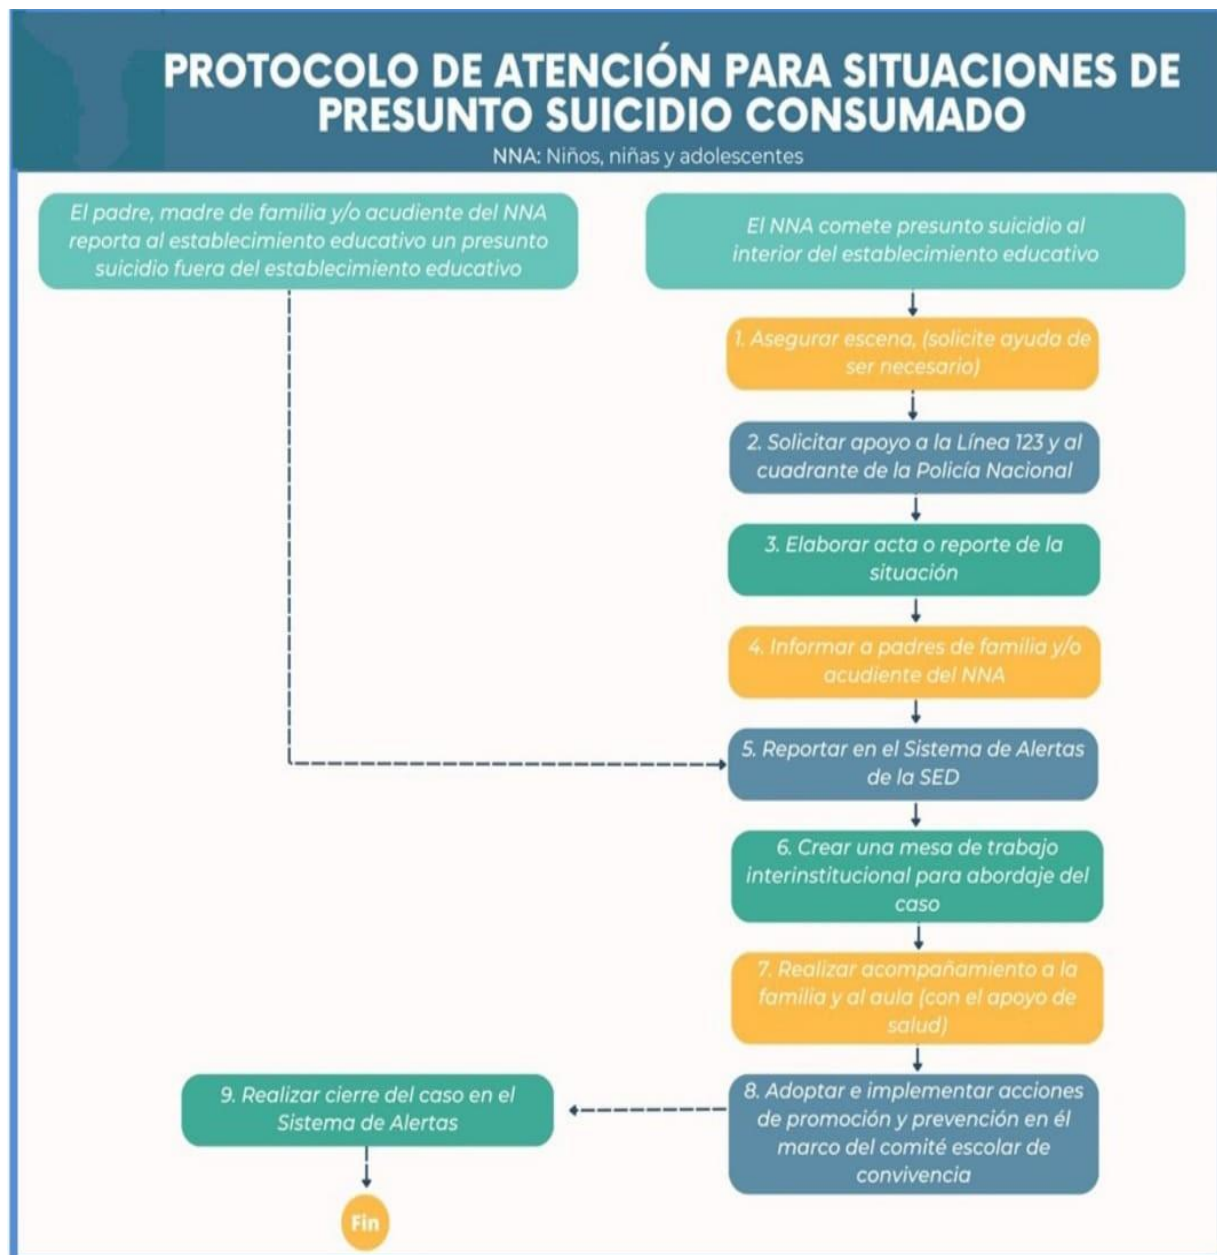 PROTOCOLO DE ATENCIÓN PARA SITUACIONES DE
PRESUNTO SUICIDIO CONSUMADO
NNA: Niños, niñas y adolescentes
El padre, madre de familia y/o acudiente del NNA
reporta al establecimiento educativo un presunto
suicidio fuera del establecimiento educativo
El NNA comete presunto suicidio al
interior del establecimiento educativo
1. Asegurar escena, (solicite ayuda de
ser necesario)
2. Solicitar apoyo a la Línea 123 y al
cuadrante de la Policía Nacional
3. Elaborar acta o reporte de la
situación
4. Informar a padres de familia y/o
acudiente del NNA
5. Reportar en el Sistema de Alertas
de la SED
6. Crear una mesa de trabajo
interinstitucional para abordaje del
caso
7. Realizar acompañamiento a la
familia y al aula (con el apoyo de
salud)
8. Adoptar e implementar acciones
de promoción y prevención en él
marco del comité escolar de
convivencia
9. Realizar cierre del caso en el
Sistema de Alertas
Fin